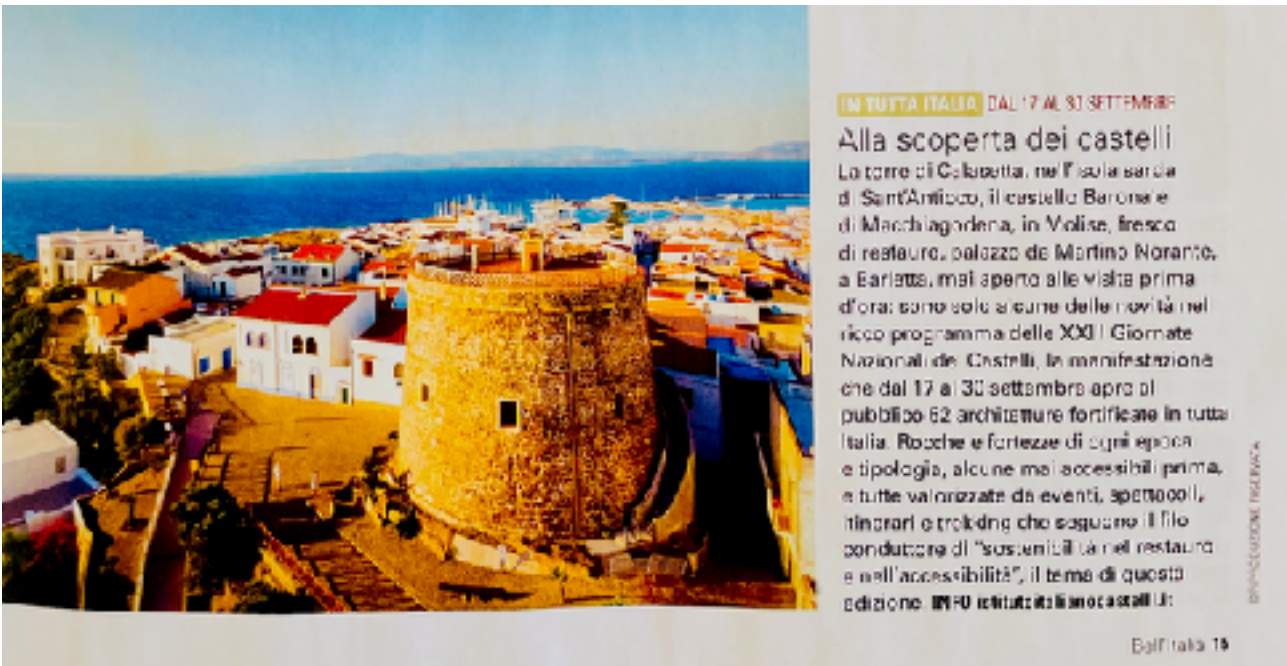 IN TUTTA ITALIA DAL 17 AL 30 SETTEMBRE
Alla scoperta dei castelli
La torre di Calasetta, nell'isola sarda
di Sant'Antioco, il castello Baronale
di Macchiagodena, in Molise, fresco
di restauro, palazzo de Martino Norante,
a Barletta, mai aperto alle visite prima
d'ora: sono solo alcune delle novità nel
ricco programma delle Giornate
Nazionali dei Castelli, la manifestazione
che dal 17 al 30 settembre apre al
pubblico 62 architetture fortificate in tutta
Italia. Rocche e fortezze di ogni epoca
e tipologia, alcune mai accessibili prima,
e tutte valorizzate da eventi, spettacoli,
itinerari e trekking che seguono il filo
conduttore di "sostenibilità nel restauro
e nell'accessibilità", il tema di questa
edizione. INFO istitutoitalianocastelli.it
©RIPRODUZIONE RISERVATA
Bell'Italia 15